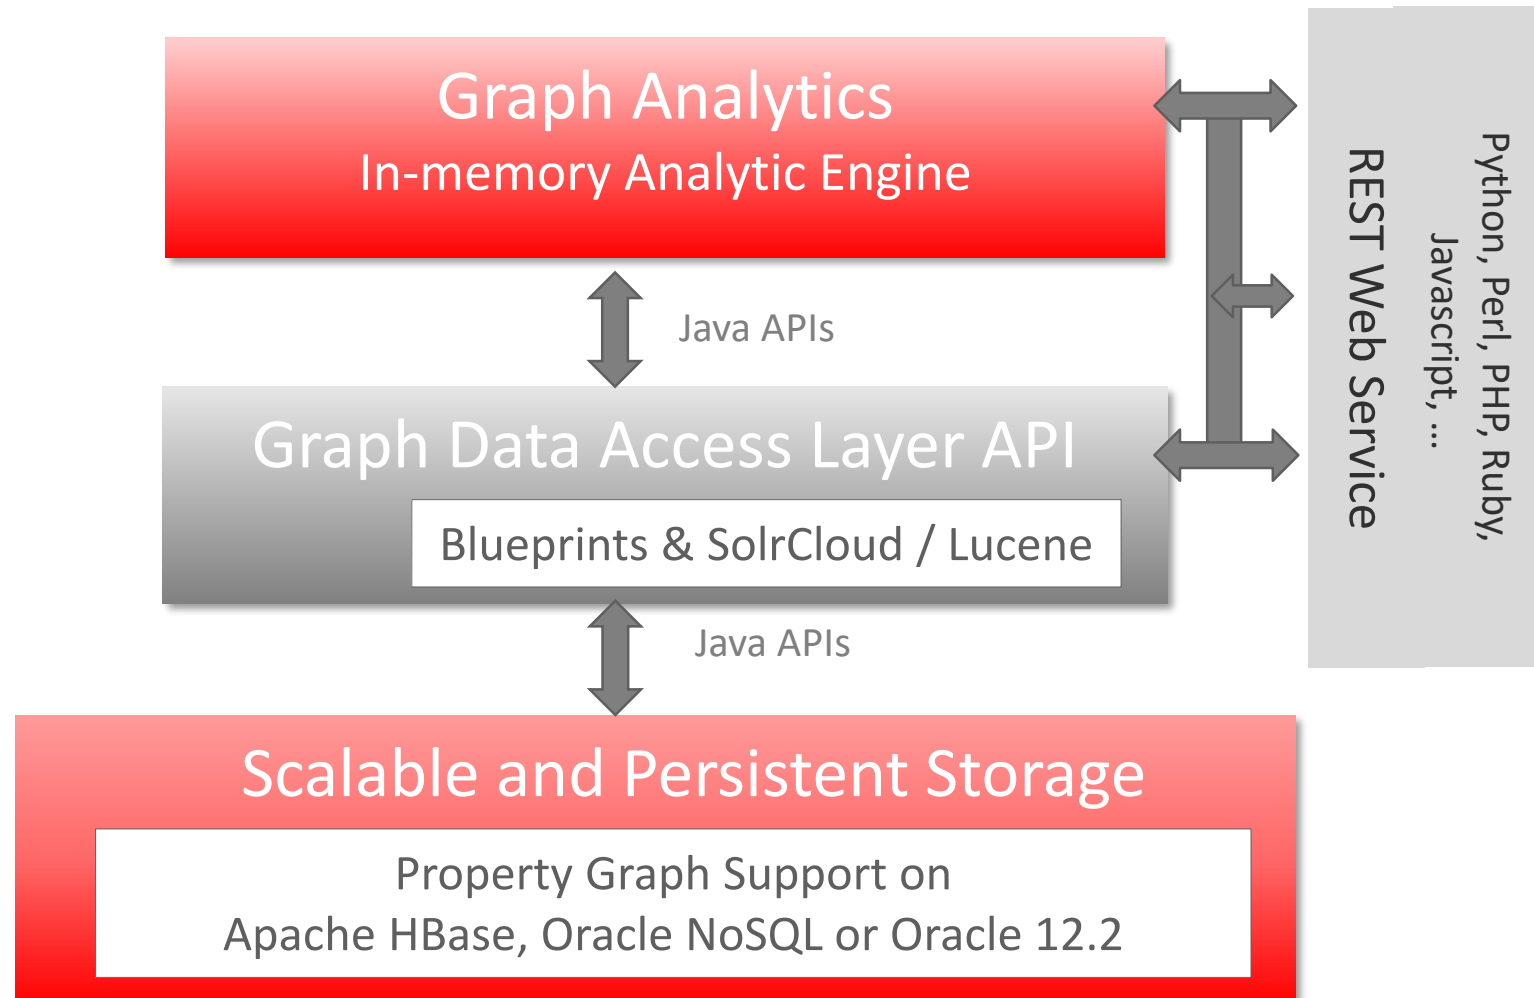 Graph Analytics
In-memory Analytic Engine
Java APIs
Graph Data Access Layer API
Blueprints & SolrCloud / Lucene
Java APIs
Scalable and Persistent Storage
Property Graph Support on
Apache HBase, Oracle NoSQL or Oracle 12.2
REST Web Service
Python, Perl, PHP, Ruby,
Javascript, ...